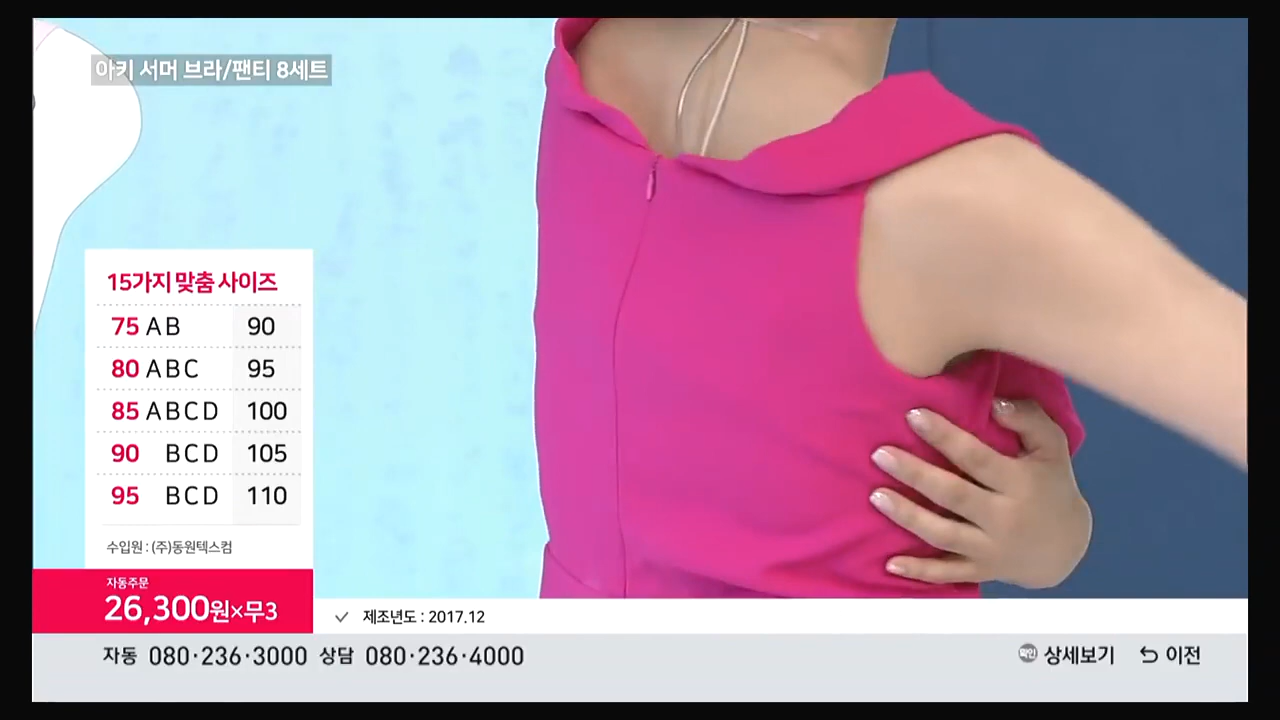 아키 서머 브라/팬티 8세트
15가지 맞춤 사이즈
75 A B 90
80 A B C 95
85 A B C D 100
90 B C D 105
95 B C D 110
수입원 : (주)동원텍스컴
자동주문
26,300원×무3
제조년도 : 2017.12
자동 080·236·3000 상담 080·236·4000
확인 상세보기 이전